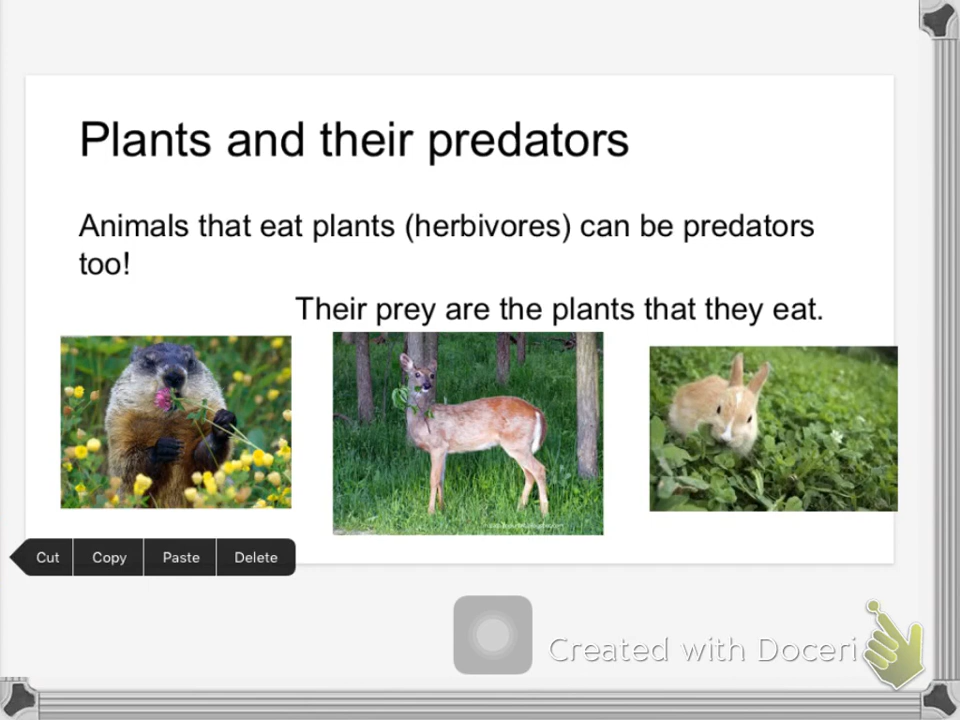 Plants and their predators
Animals that eat plants (herbivores) can be predators
too!
Their prey are the plants that they eat.
Cut Copy Paste Delete
Created with Doceri